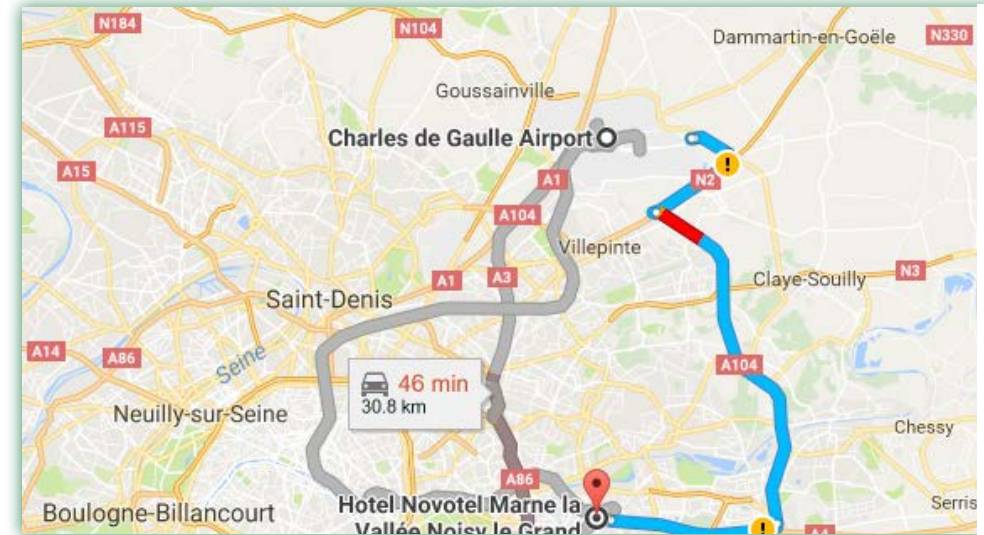 N184
N104
Dammartin-en-Goële
N330
Goussainville
A115
Charles de Gaulle Airport
!
A15
A1
N2
A104
Villepinte
A1
A3
Claye-Souilly
N3
Saint-Denis
A14
A86
Seine
A104
46 min
30.8 km
Neuilly-sur-Seine
Chessy
A86
Hotel Novotel Marne la
Vallée Noisy le Grand
Boulogne-Billancourt
Serris
!
A4